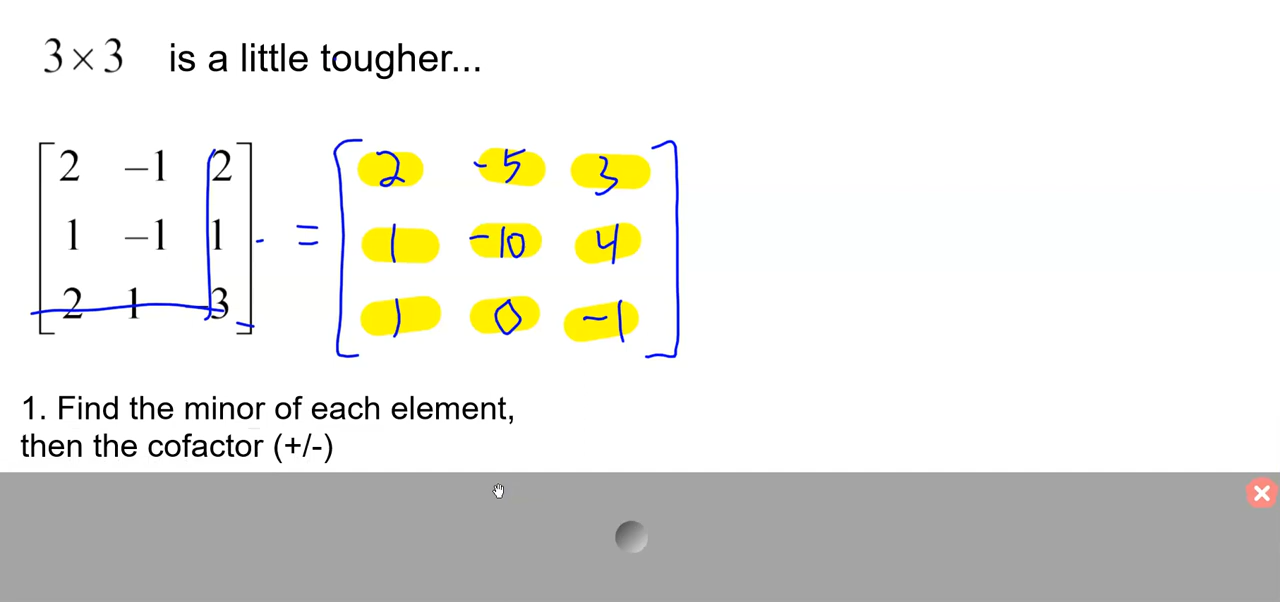 3×3 is a little tougher...
2 −1 2 2 -5 3
1 −1 1 = 1 -10 4
2 1 −3 1 0 -1
1. Find the minor of each element,
then the cofactor (+/-)